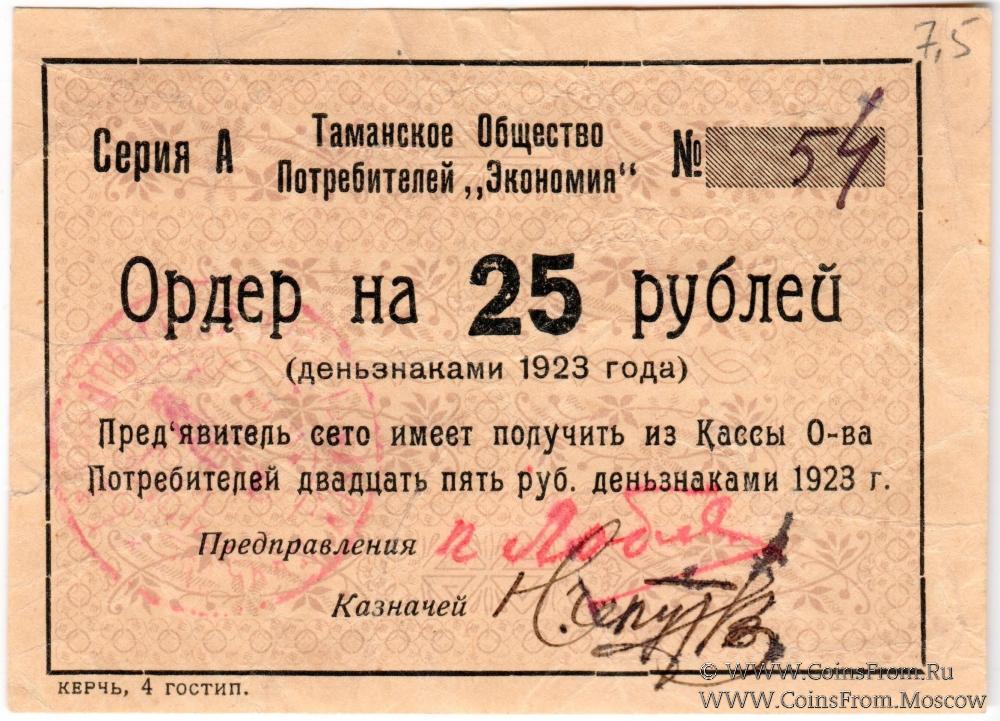 7,5
Серия А
Таманское Общество
Потребителей „Экономия"
№ 54
Ордер на 25 рублей
(деньзнаками 1923 года)
Пред'явитель сето имеет получить из Кассы О-ва
Потребителей двадцать пять руб. деньзнаками 1923 г.
Предправления
Казначей
КЕРЧЬ, 4 ГОСТИП.
© WWW.CoinsFrom.Ru
WWW.CoinsFrom.Moscow